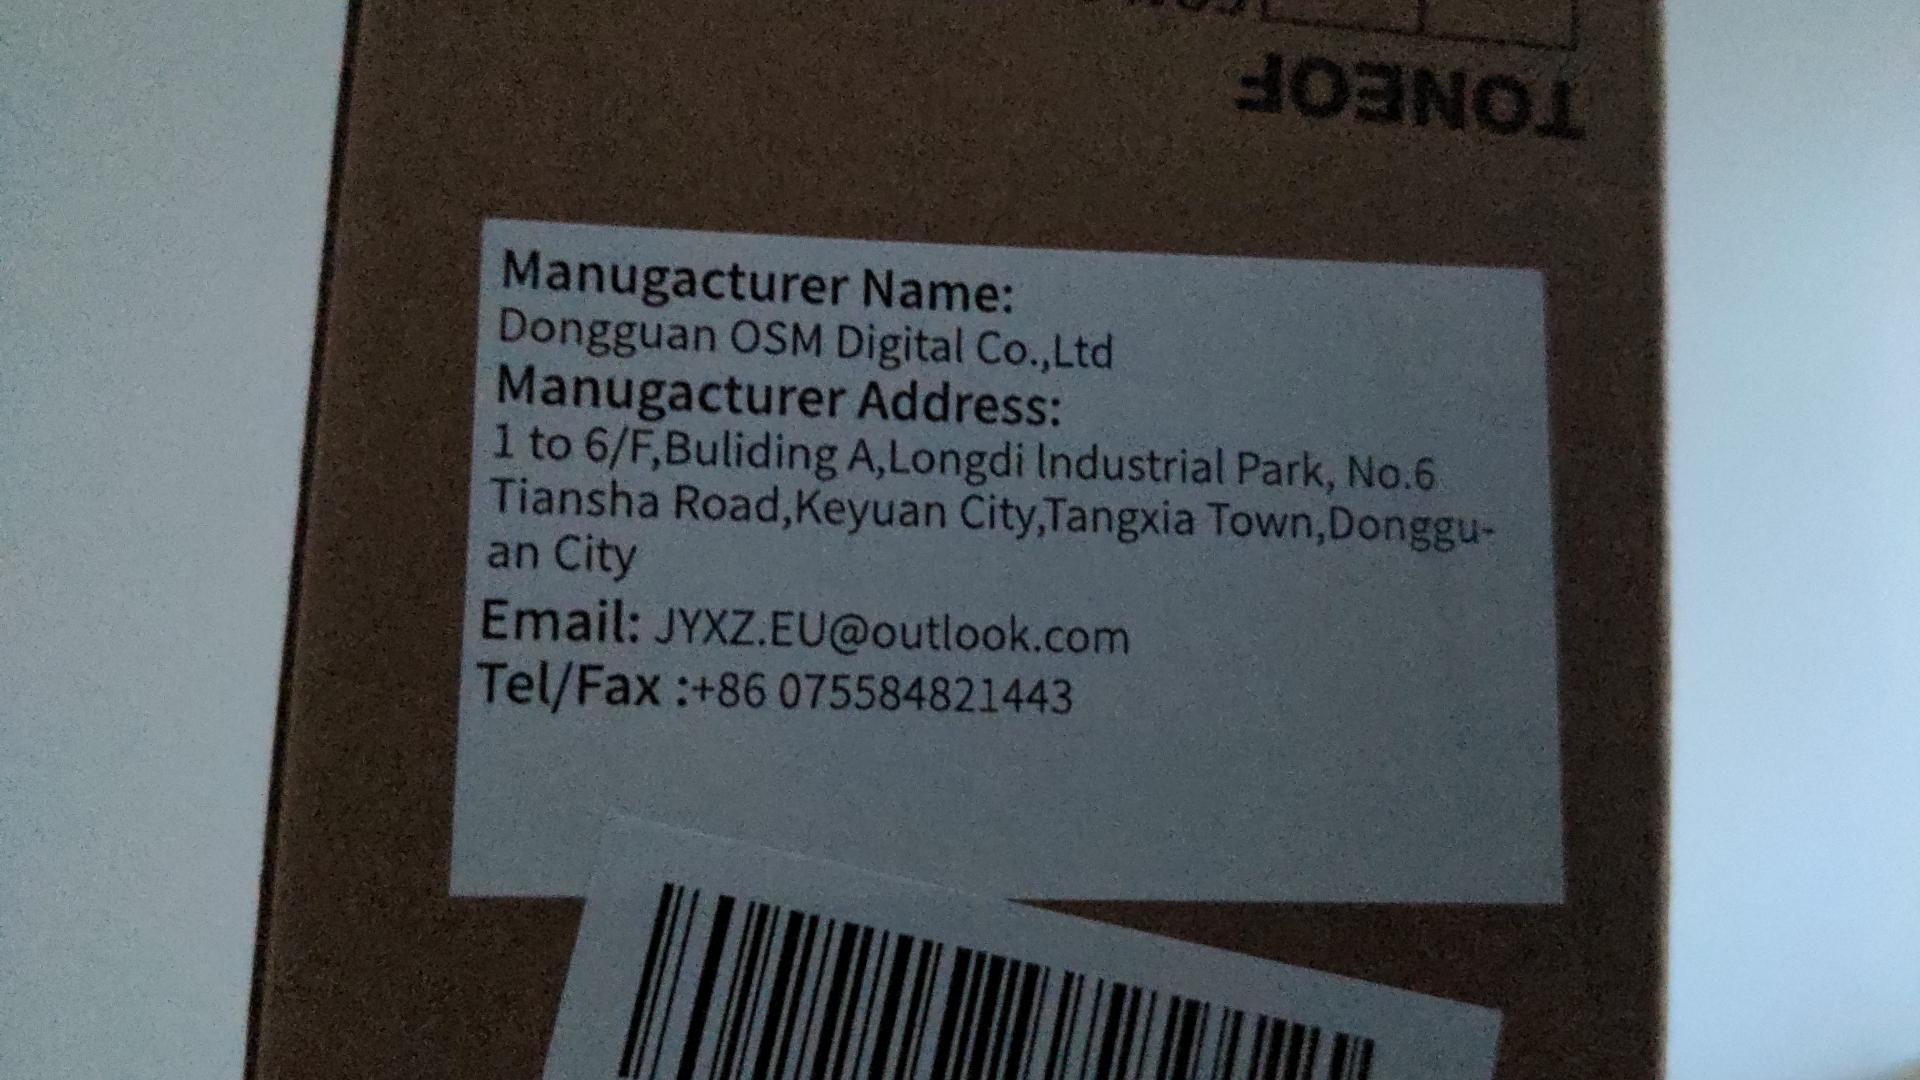 TONEOF
Manugacturer Name:
Dongguan OSM Digital Co.,Ltd
Manugacturer Address:
1 to 6/F,Buliding A,Longdi lndustrial Park, No.6
Tiansha Road,Keyuan City,Tangxia Town,Donggu-
an City
Email: JYXZ.EU@outlook.com
Tel/Fax :+86 075584821443